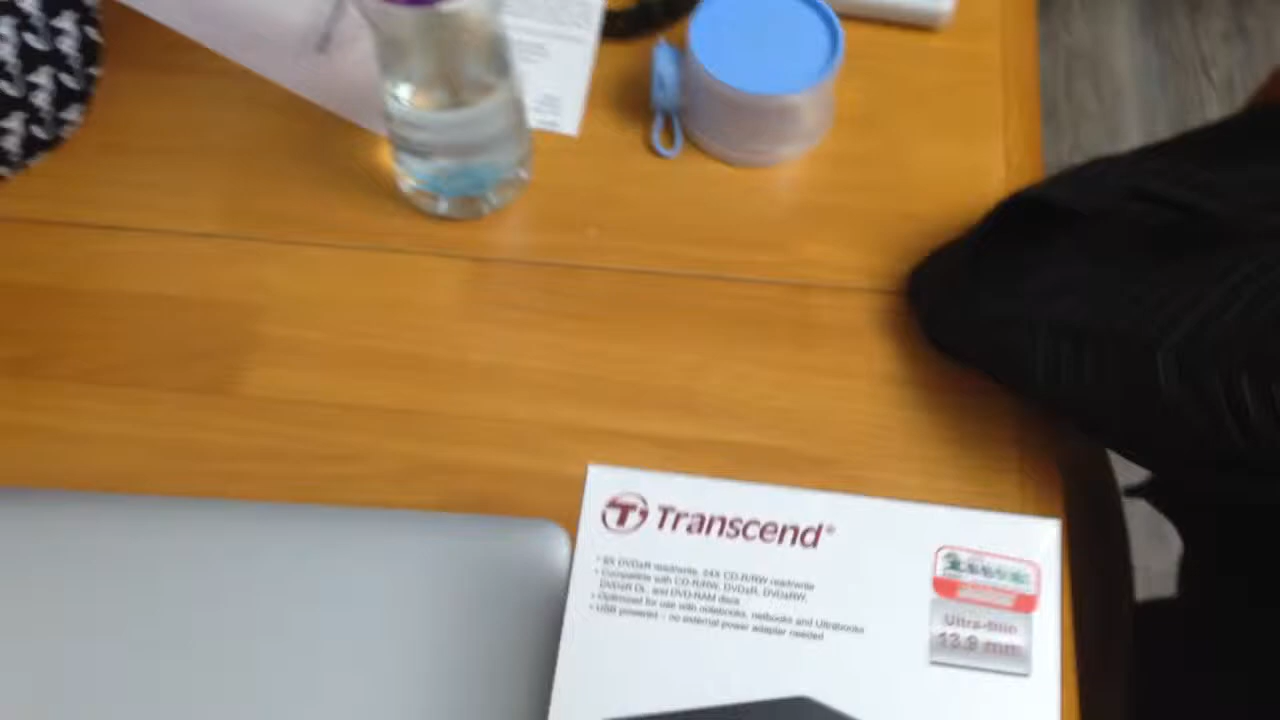 Transcend®
• 8X DVD±R read/write, 24X CD-R/RW read/write
• Compatible with CD-R/RW, DVD±R, DVD±RW,
DVD±R DL, and DVD-RAM discs
• Optimized for use with notebooks, netbooks and Ultrabooks
• USB powered – no external power adapter needed
Ultra-Slim
13.9 mm